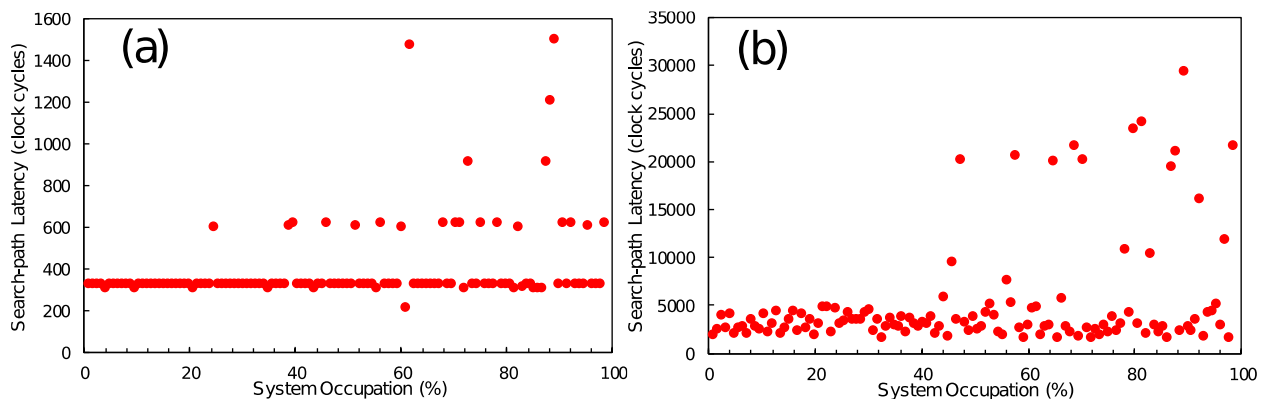 (a)
Search-path Latency (clock cycles)
1600
1400
1200
1000
800
600
400
200
0
0 20 40 60 80 100
System Occupation (%)
(b)
Search-path Latency (clock cycles)
35000
30000
25000
20000
15000
10000
5000
0
0 20 40 60 80 100
System Occupation (%)